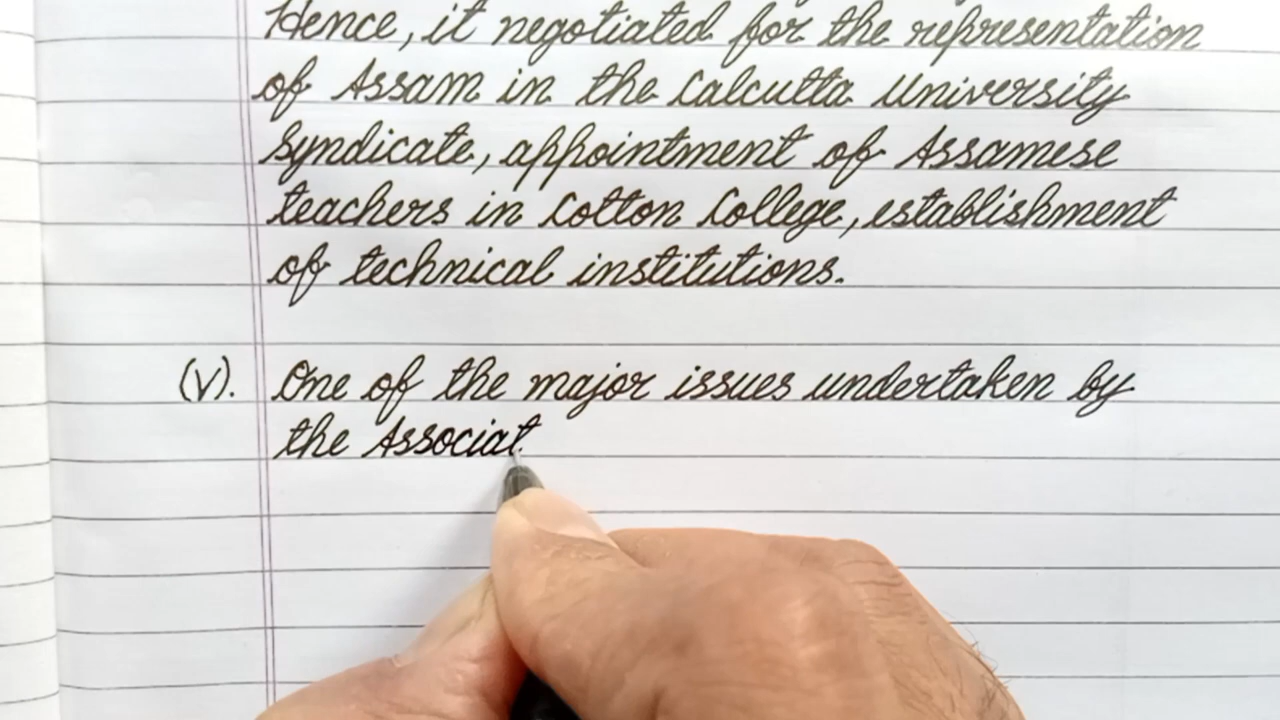 Hence, it negotiated for the representation
of Assam in the Calcutta University
Syndicate, appointment of Assamese
teachers in Cotton College, establishment
of technical institutions.
(v). One of the major issues undertaken by
the Associat